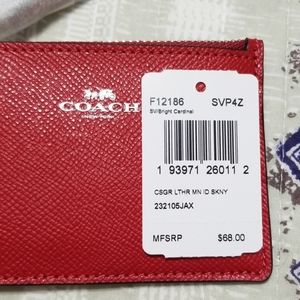 COACH
F12186 SVP4Z
SV/Bright Cardinal
1 93971 26011 2
CSGR LTHR MN ID SKNY
232105JAX
MFSRP $68.00